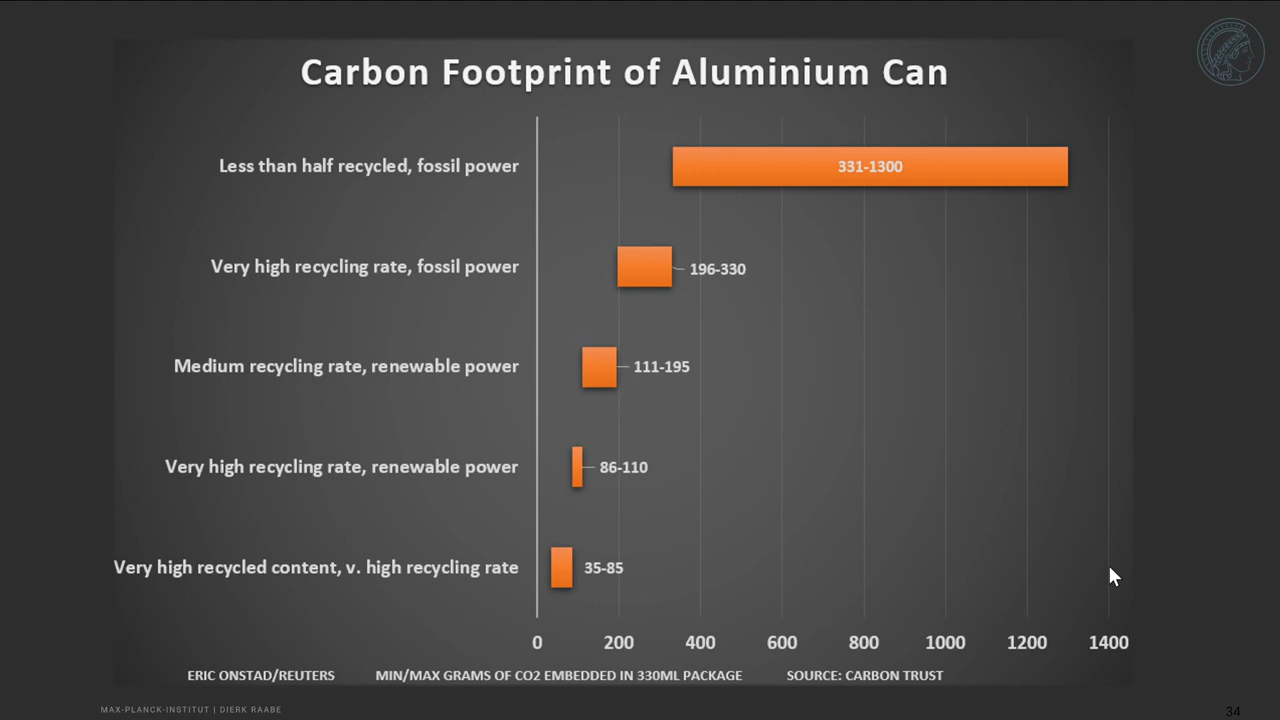 Carbon Footprint of Aluminium Can
Less than half recycled, fossil power
331-1300
Very high recycling rate, fossil power
196-330
Medium recycling rate, renewable power
111-195
Very high recycling rate, renewable power
86-110
Very high recycled content, v. high recycling rate
35-85
0 200 400 600 800 1000 1200 1400
ERIC ONSTAD/REUTERS MIN/MAX GRAMS OF CO2 EMBEDDED IN 330ML PACKAGE SOURCE: CARBON TRUST
MAX-PLANCK-INSTITUT | DIERK RAABE
34